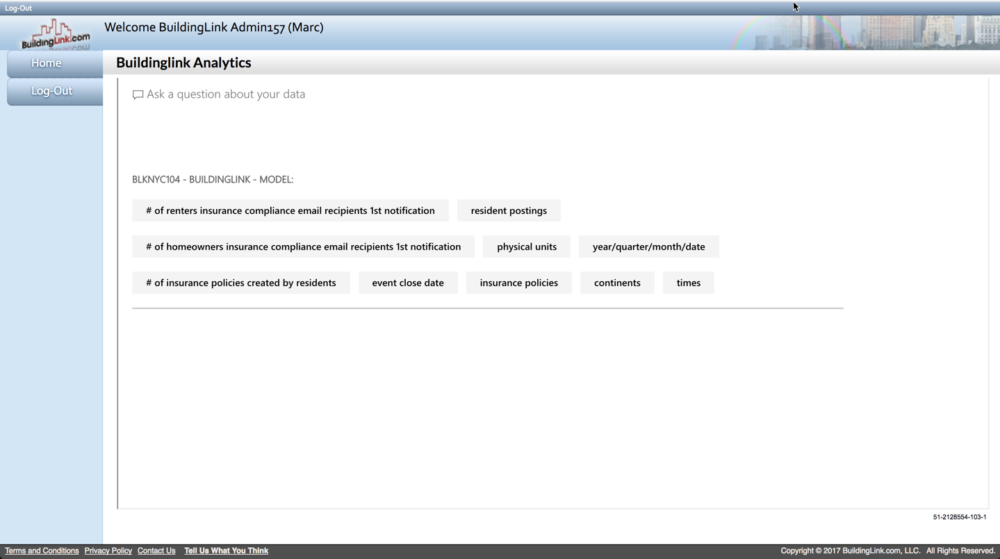 Log-Out
BuildingLink.com
Welcome BuildingLink Admin157 (Marc)
Home
Log-Out
Buildinglink Analytics
Ask a question about your data
BLKNYC104 - BUILDINGLINK - MODEL:
# of renters insurance compliance email recipients 1st notification resident postings
# of homeowners insurance compliance email recipients 1st notification physical units year/quarter/month/date
# of insurance policies created by residents event close date insurance policies continents times
51-2128554-103-1
Terms and Conditions Privacy Policy Contact Us Tell Us What You Think Copyright © 2017 BuildingLink.com, LLC. All Rights Reserved.